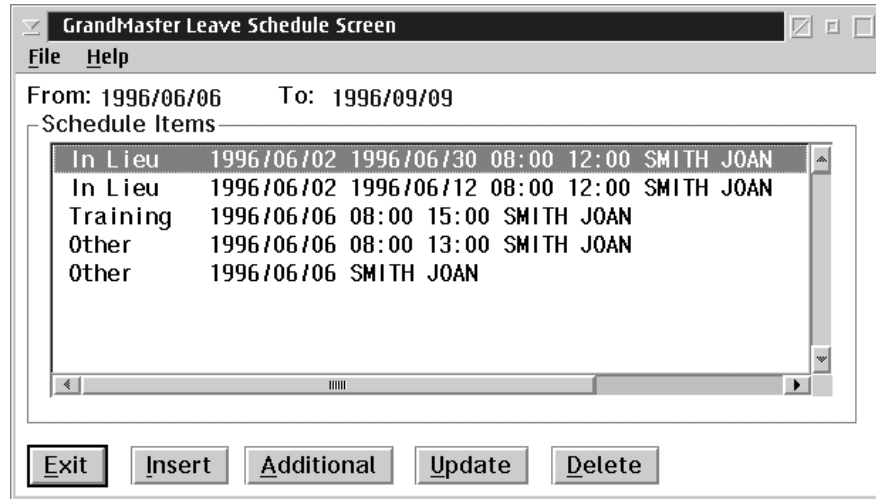 GrandMaster Leave Schedule Screen
File Help
From: 1996/06/06 To: 1996/09/09
Schedule Items
In Lieu 1996/06/02 1996/06/30 08:00 12:00 SMITH JOAN
In Lieu 1996/06/02 1996/06/12 08:00 12:00 SMITH JOAN
Training 1996/06/06 08:00 15:00 SMITH JOAN
Other 1996/06/06 08:00 13:00 SMITH JOAN
Other 1996/06/06 SMITH JOAN
Exit Insert Additional Update Delete